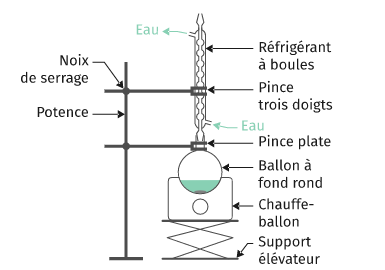 Eau
Noix
de serrage
Potence
Réfrigérant
à boules
Pince
trois doigts
Eau
Pince plate
Ballon à
fond rond
Chauffe-
ballon
Support
élévateur